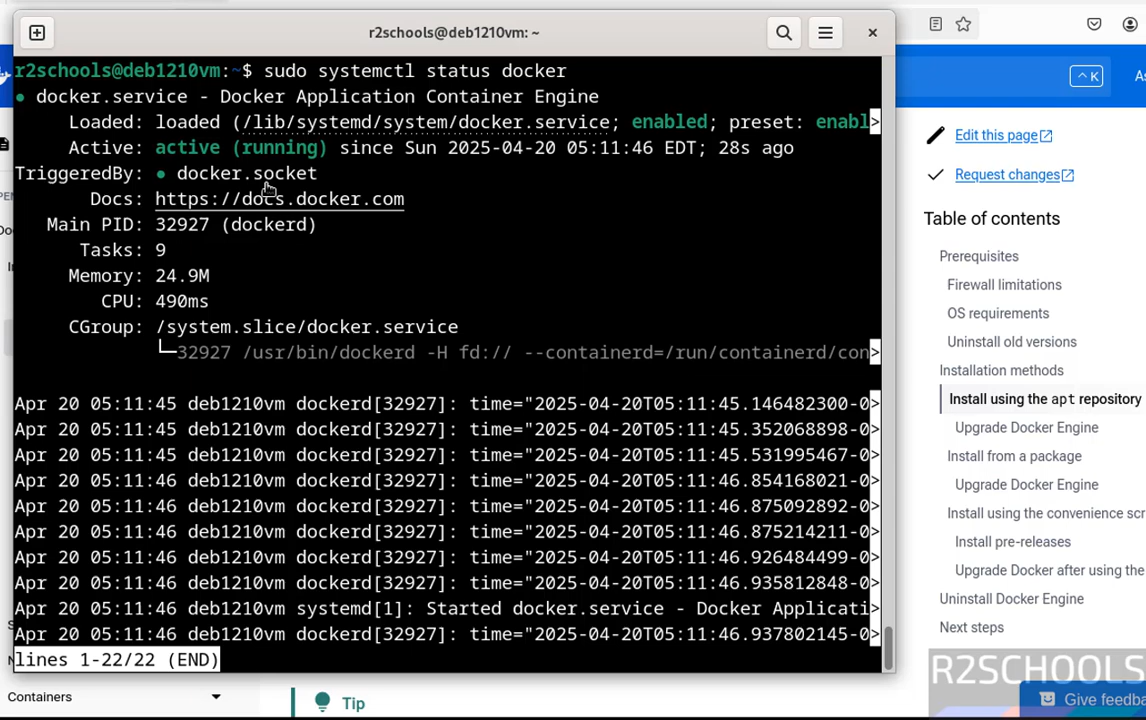 r2schools@deb1210vm: ~
r2schools@deb1210vm:~$ sudo systemctl status docker
● docker.service - Docker Application Container Engine
Loaded: loaded (/lib/systemd/system/docker.service; enabled; preset: enabl>
Active: active (running) since Sun 2025-04-20 05:11:46 EDT; 28s ago
TriggeredBy: ● docker.socket
Docs: https://docs.docker.com
Main PID: 32927 (dockerd)
Tasks: 9
Memory: 24.9M
CPU: 490ms
CGroup: /system.slice/docker.service
└─32927 /usr/bin/dockerd -H fd:// --containerd=/run/containerd/con>
Apr 20 05:11:45 deb1210vm dockerd[32927]: time="2025-04-20T05:11:45.146482300-0>
Apr 20 05:11:45 deb1210vm dockerd[32927]: time="2025-04-20T05:11:45.352068898-0>
Apr 20 05:11:45 deb1210vm dockerd[32927]: time="2025-04-20T05:11:45.531995467-0>
Apr 20 05:11:46 deb1210vm dockerd[32927]: time="2025-04-20T05:11:46.854168021-0>
Apr 20 05:11:46 deb1210vm dockerd[32927]: time="2025-04-20T05:11:46.875092892-0>
Apr 20 05:11:46 deb1210vm dockerd[32927]: time="2025-04-20T05:11:46.875214211-0>
Apr 20 05:11:46 deb1210vm dockerd[32927]: time="2025-04-20T05:11:46.926484499-0>
Apr 20 05:11:46 deb1210vm dockerd[32927]: time="2025-04-20T05:11:46.935812848-0>
Apr 20 05:11:46 deb1210vm systemd[1]: Started docker.service - Docker Applicati>
Apr 20 05:11:46 deb1210vm dockerd[32927]: time="2025-04-20T05:11:46.937802145-0>
lines 1-22/22 (END)
Containers
Tip
^ K
Edit this page
Request changes
Table of contents
Prerequisites
Firewall limitations
OS requirements
Uninstall old versions
Installation methods
Install using the apt repository
Upgrade Docker Engine
Install from a package
Upgrade Docker Engine
Install using the convenience scr
Install pre-releases
Upgrade Docker after using the
Uninstall Docker Engine
Next steps
R2SCHOOLS
Give feedba